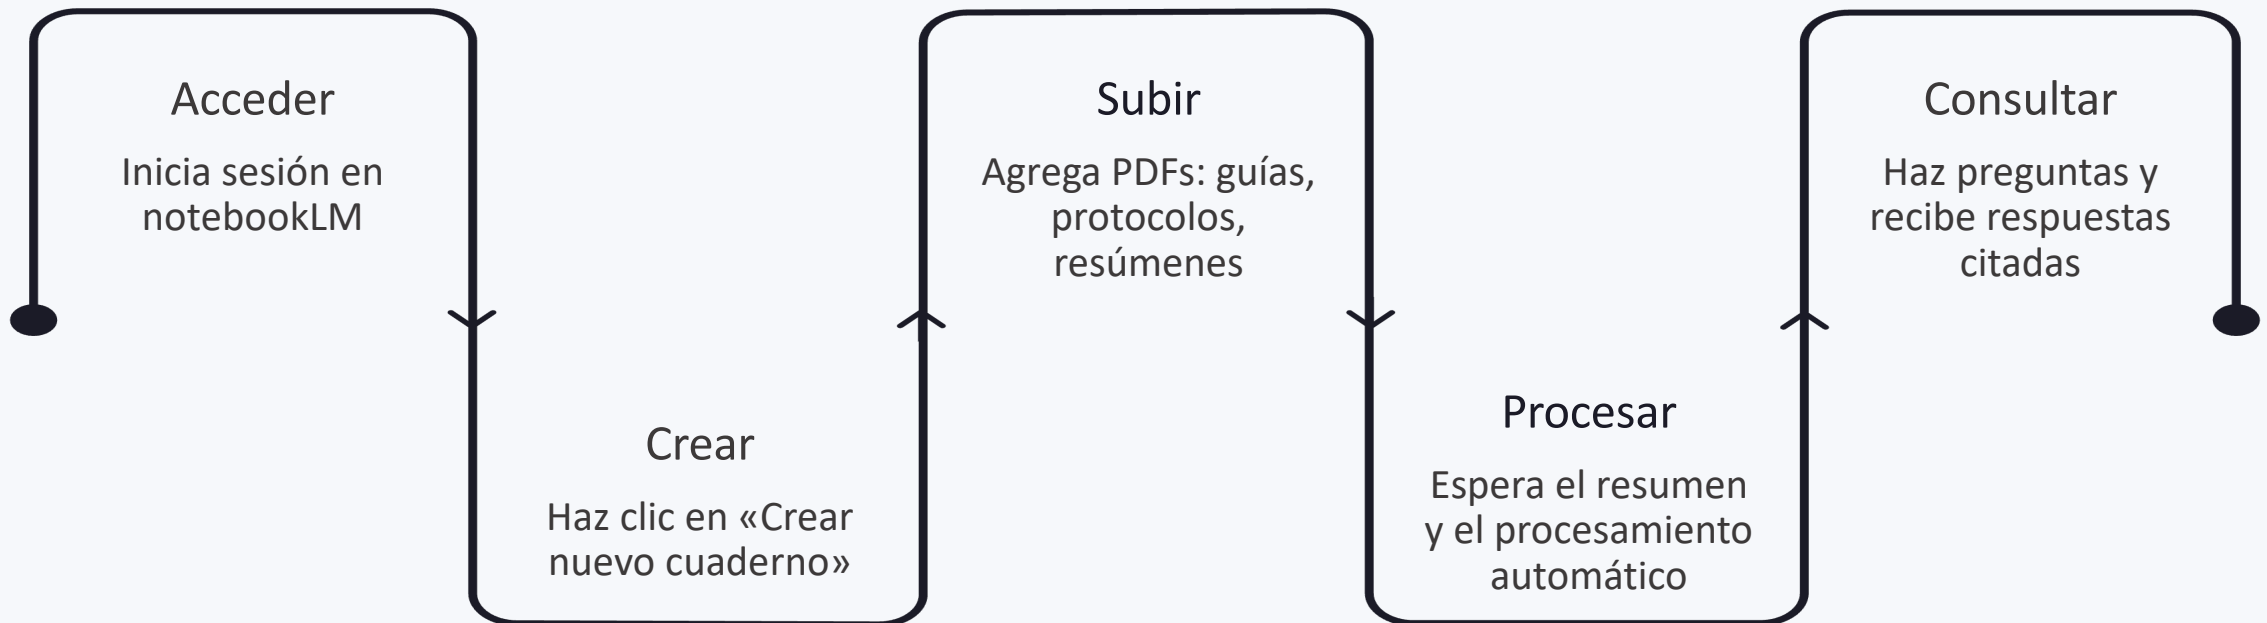 Acceder
Inicia sesión en
notebookLM
Crear
Haz clic en «Crear
nuevo cuaderno»
Subir
Agrega PDFs: guías,
protocolos,
resúmenes
Procesar
Espera el resumen
y el procesamiento
automático
Consultar
Haz preguntas y
recibe respuestas
citadas